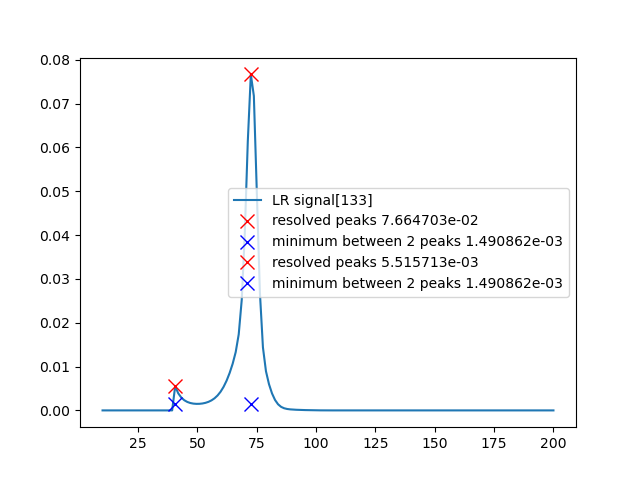 0.08
0.07
0.06
0.05
0.04
0.03
0.02
0.01
0.00
LR signal[133]
resolved peaks 7.664703e-02
minimum between 2 peaks 1.490862e-03
resolved peaks 5.515713e-03
minimum between 2 peaks 1.490862e-03
25 50 75 100 125 150 175 200